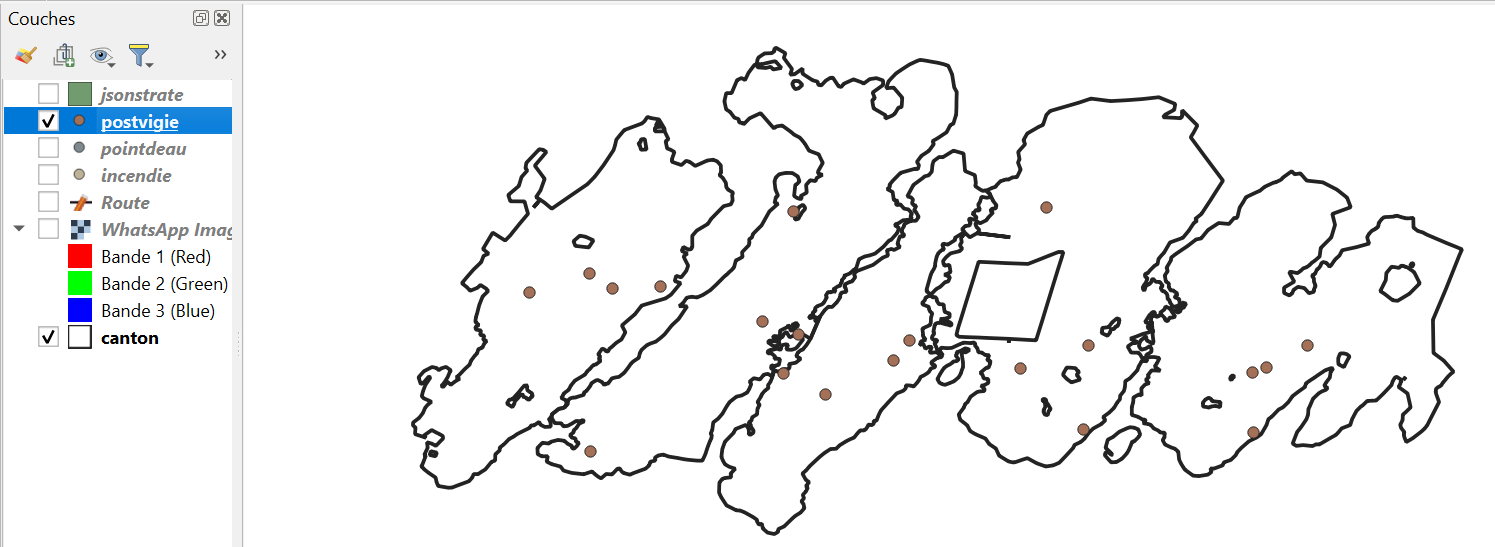 Couches
»
jsonstrate
postvigie
pointdeau
incendie
Route
WhatsApp Imag
Bande 1 (Red)
Bande 2 (Green)
Bande 3 (Blue)
canton